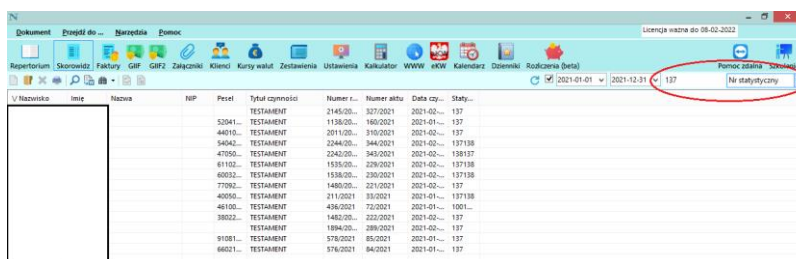 N
Dokument Przejdź do ... Narzędzia Pomoc Licencja ważna do 08-02-2022
Repertorium Skorowidz Faktury GIIF GIIF2 Załączniki Klienci Kursy walut Zestawienia Ustawienia Kalkulator WWW eKW Kalendarz Dzienniki Rozliczenia (beta) Pomoc zdalna Szkolenia
2021-01-01 2021-12-31 137 Nr statystyczny
Nazwisko Imię Nazwa NIP Pesel Tytuł czynności Numer r... Numer aktu Data czy... Staty...
TESTAMENT 2145/20... 327/2021 2021-02-... 137
52041... TESTAMENT 1138/20... 160/2021 2021-01-... 137
44010... TESTAMENT 2011/20... 310/2021 2021-02-... 137
54042... TESTAMENT 2244/20... 344/2021 2021-02-... 137138
47050... TESTAMENT 2242/20... 343/2021 2021-02-... 138137
61102... TESTAMENT 1535/20... 229/2021 2021-02-... 137138
60032... TESTAMENT 1538/20... 230/2021 2021-02-... 137138
77092... TESTAMENT 1480/20... 221/2021 2021-02-... 137
40050... TESTAMENT 211/2021 33/2021 2021-01-... 137138
46100... TESTAMENT 436/2021 72/2021 2021-01-... 1001...
38022... TESTAMENT 1482/20... 222/2021 2021-02-... 137
TESTAMENT 1894/20... 289/2021 2021-02-... 137
91081... TESTAMENT 578/2021 85/2021 2021-01-... 137
66021... TESTAMENT 576/2021 84/2021 2021-01-... 137